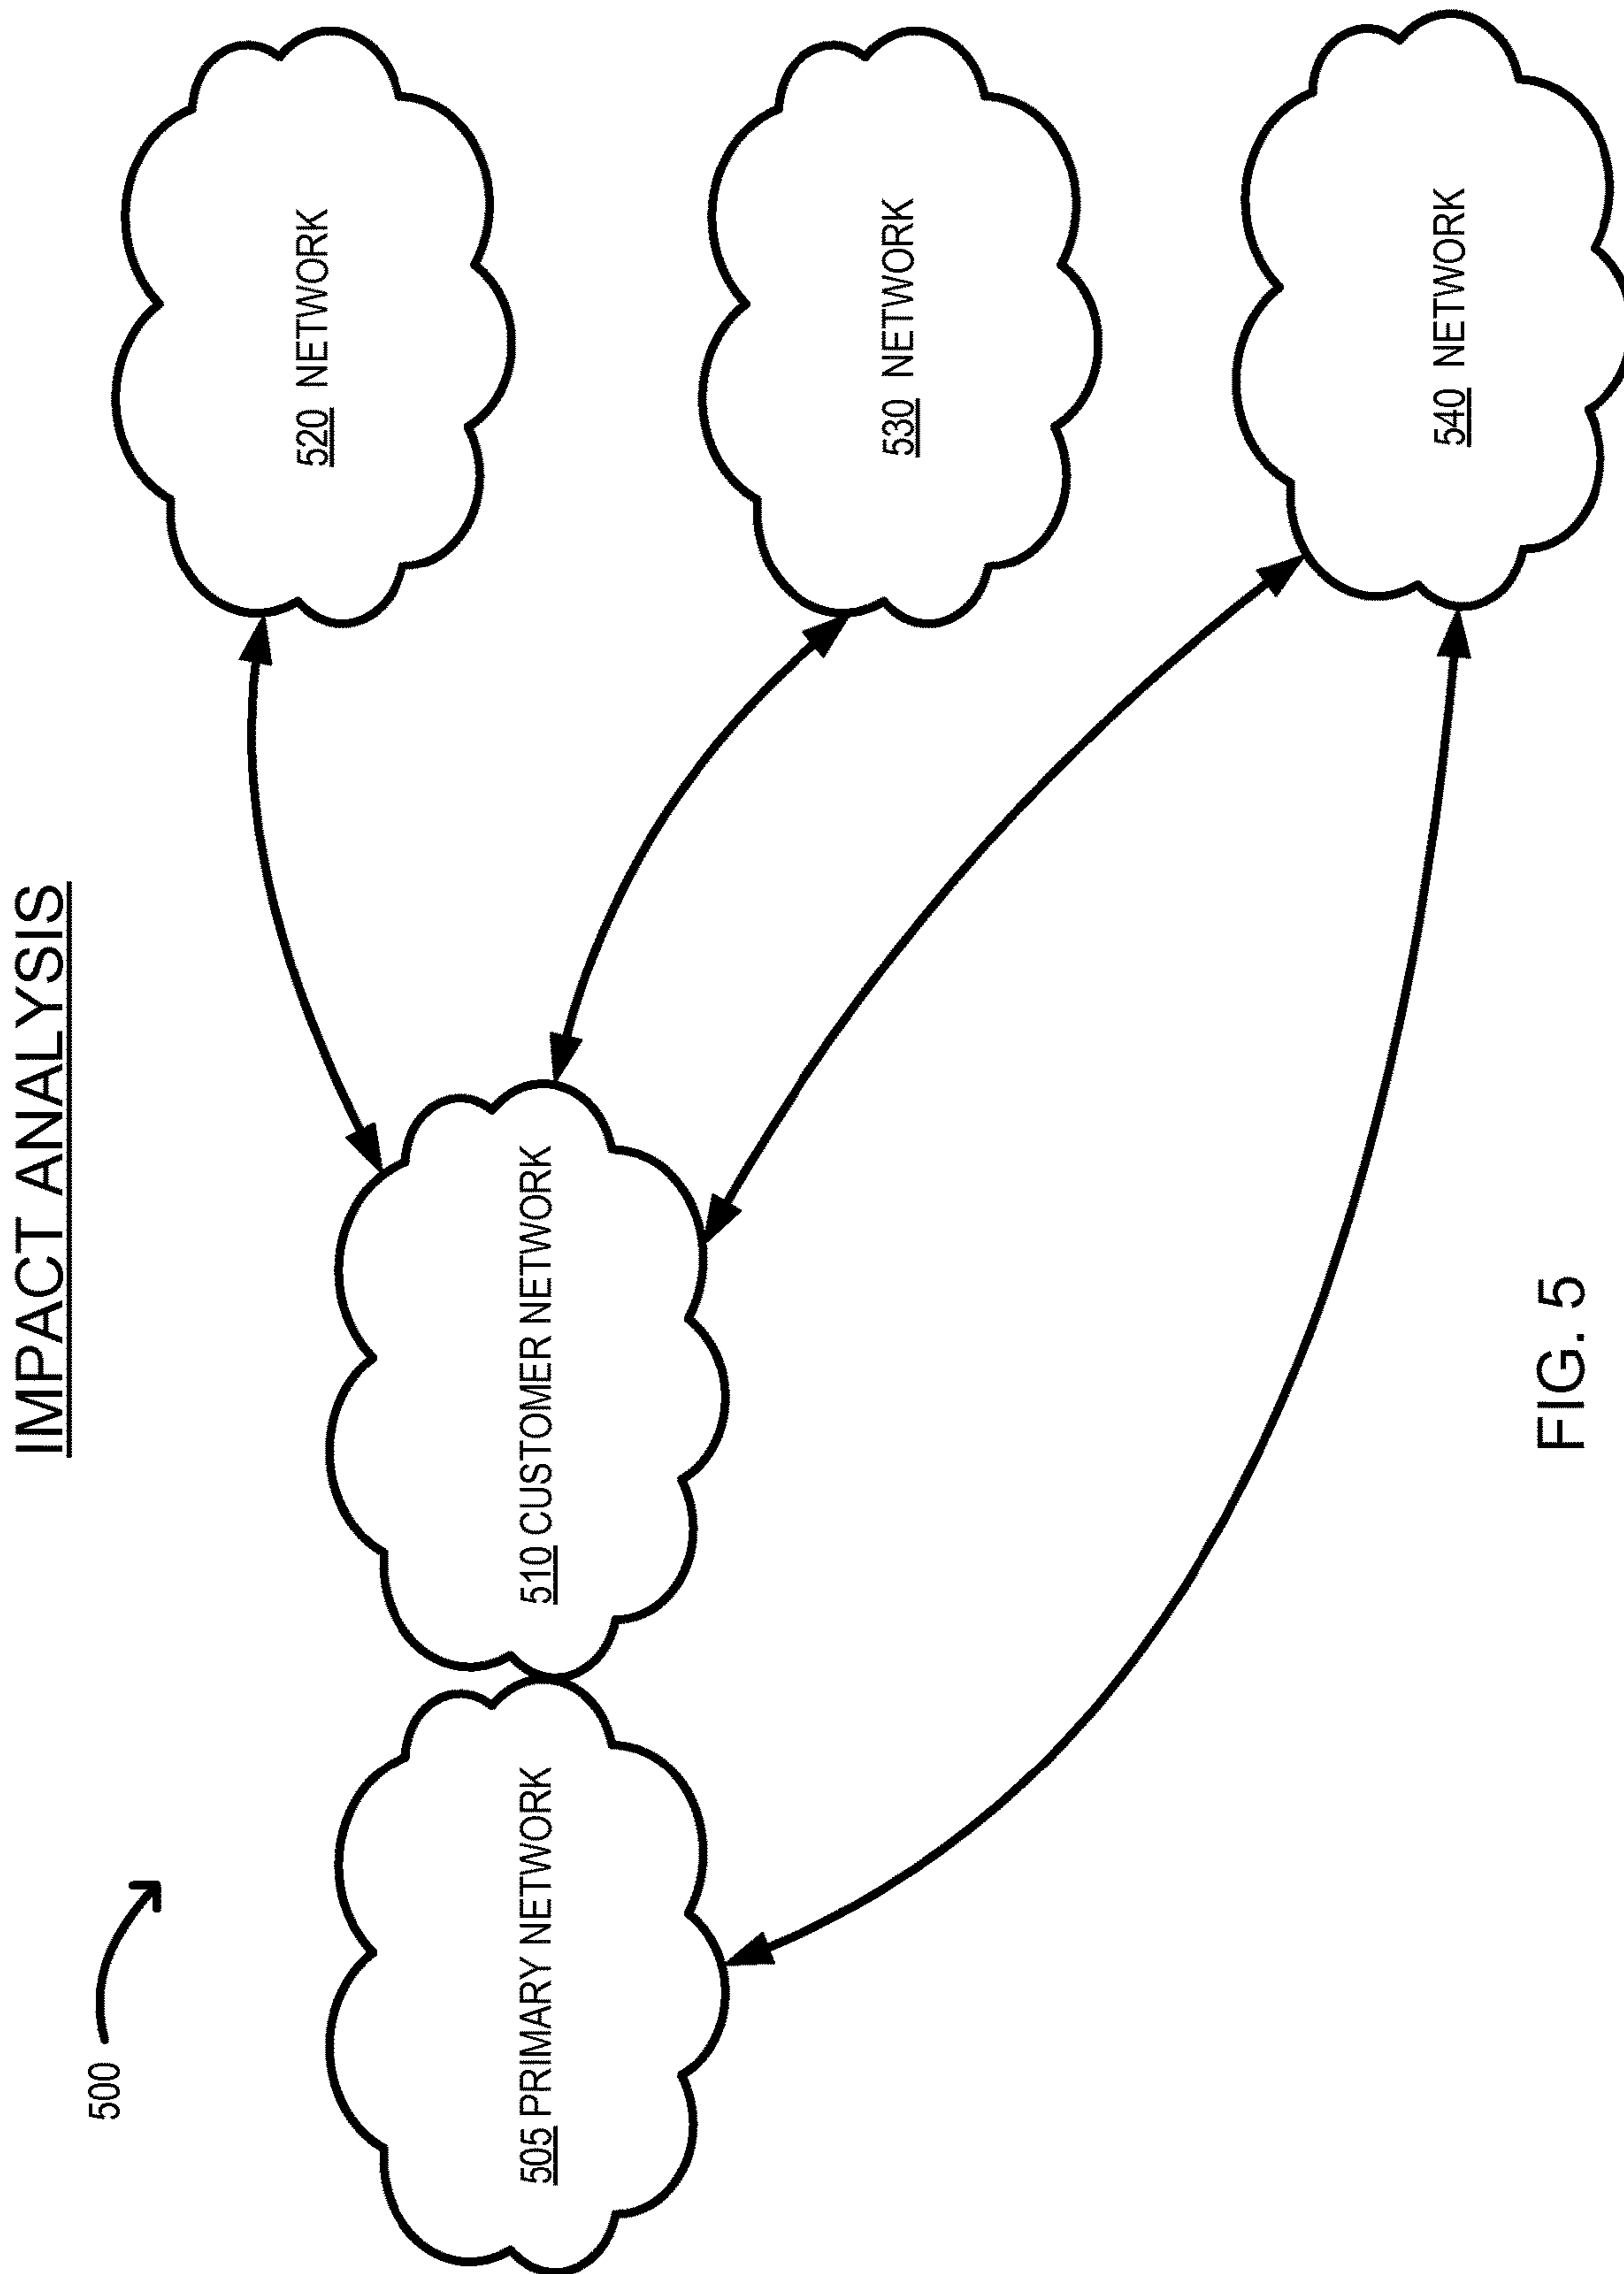 IMPACT ANALYSIS
500
505 PRIMARY NETWORK
510 CUSTOMER NETWORK
520 NETWORK
530 NETWORK
540 NETWORK
FIG. 5